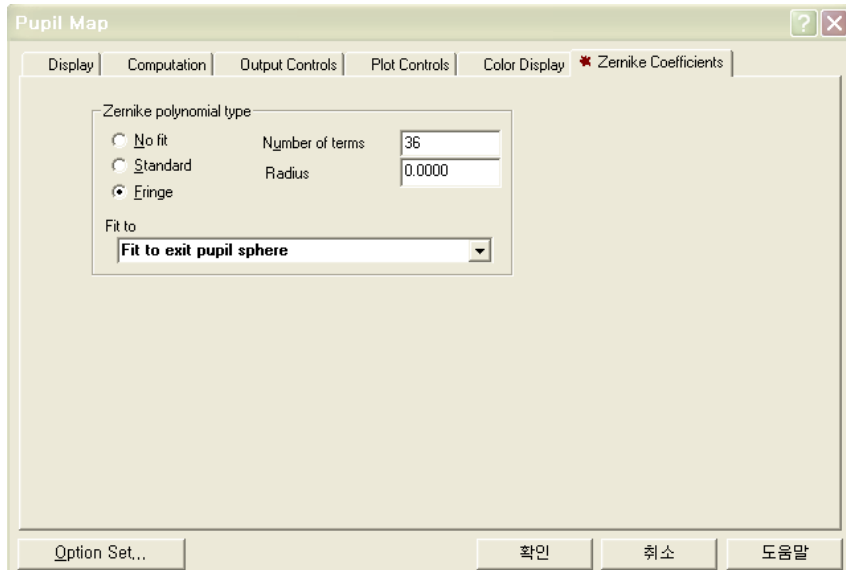 Pupil Map
Display Computation Output Controls Plot Controls Color Display Zernike Coefficients
Zernike polynomial type
No fit Number of terms 36
Standard Radius 0.0000
Fringe
Fit to
Fit to exit pupil sphere
Option Set... 확인 취소 도움말